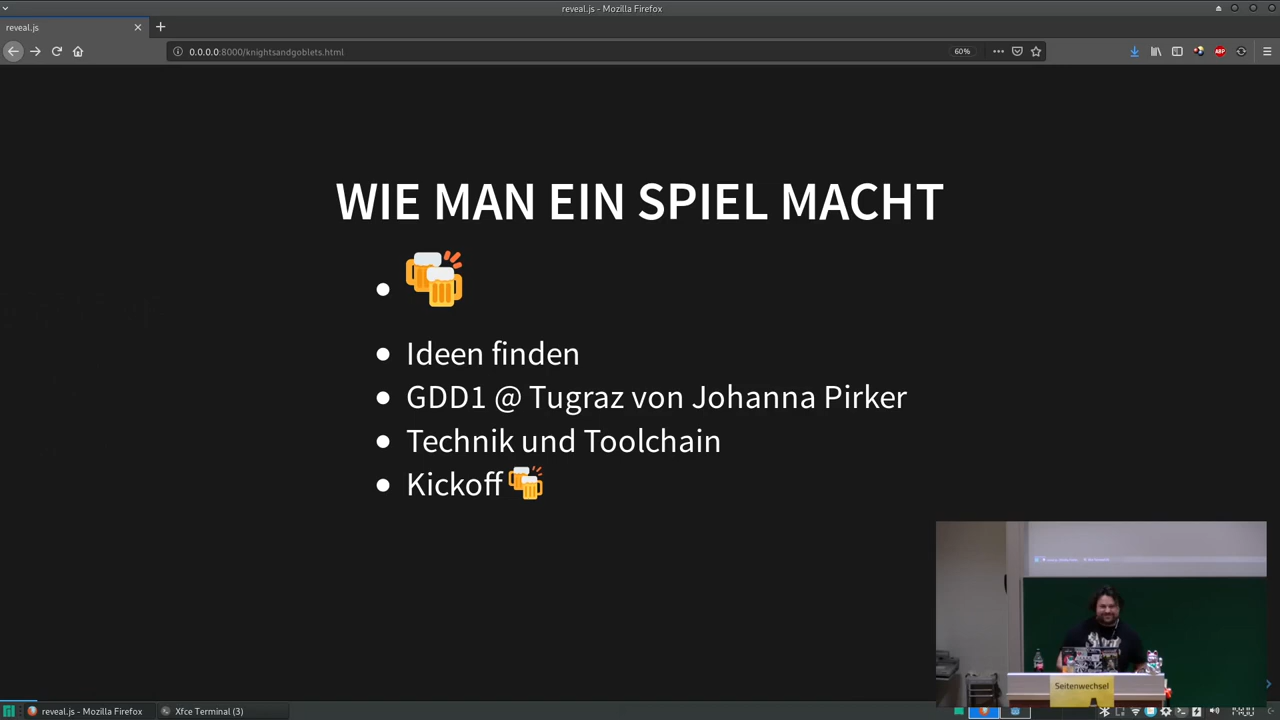 reveal.js - Mozilla Firefox
reveal.js
0.0.0.0:8000/knightsandgoblets.html
60%
ABP
WIE MAN EIN SPIEL MACHT
Ideen finden
GDD1 @ Tugraz von Johanna Pirker
Technik und Toolchain
Kickoff
Seitenwechsel
reveal.js - Mozilla Firefox
Xfce Terminal (3)